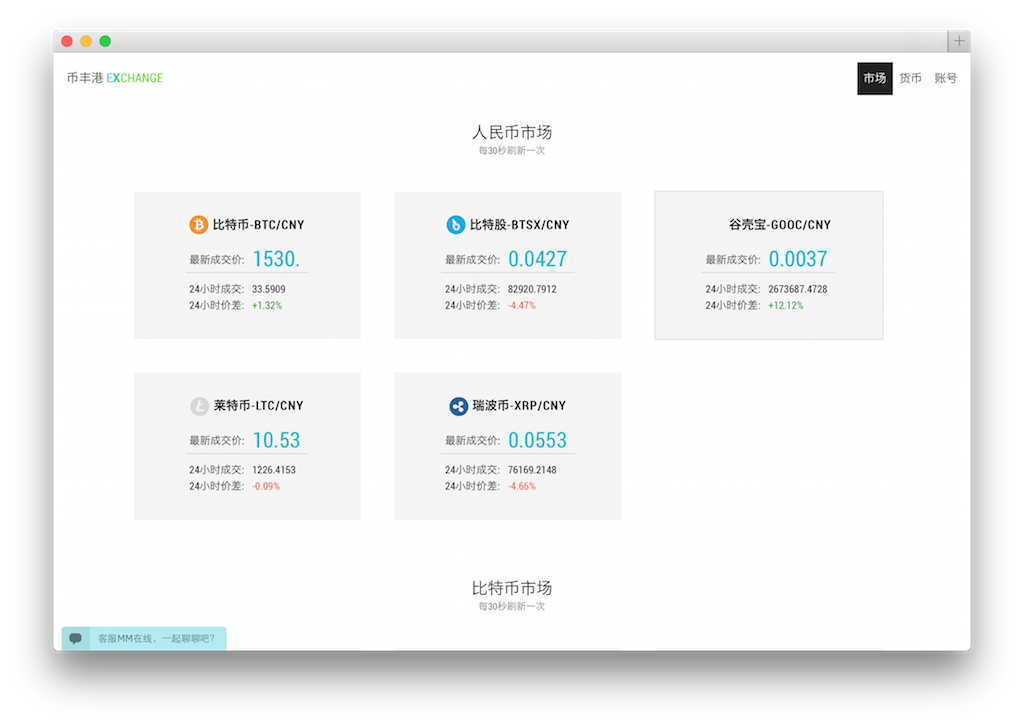 币丰港 EXCHANGE
市场 货币 账号
人民币市场
每30秒刷新一次
比特币-BTC/CNY
最新成交价: 1530.
24小时成交: 33.5909
24小时价差: +1.32%
比特股-BTSX/CNY
最新成交价: 0.0427
24小时成交: 82920.7912
24小时价差: -4.47%
谷壳宝-GOOC/CNY
最新成交价: 0.0037
24小时成交: 2673687.4728
24小时价差: +12.12%
莱特币-LTC/CNY
最新成交价: 10.53
24小时成交: 1226.4153
24小时价差: -0.09%
瑞波币-XRP/CNY
最新成交价: 0.0553
24小时成交: 76169.2148
24小时价差: -4.66%
比特币市场
每30秒刷新一次
客服MM在线，一起聊聊吧?